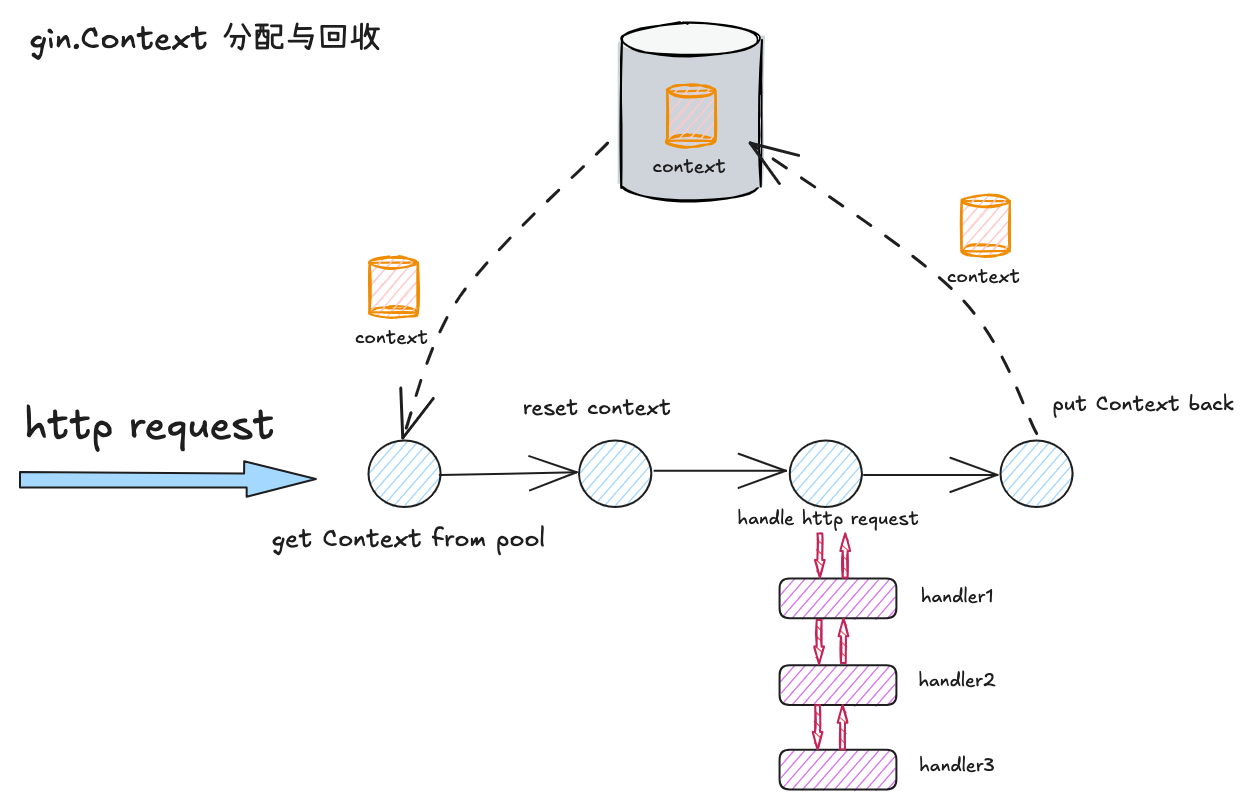 gin.Context 分配与回收
context
context
context
http request
reset context
put Context back
get Context from pool
handle http request
handler1
handler2
handler3